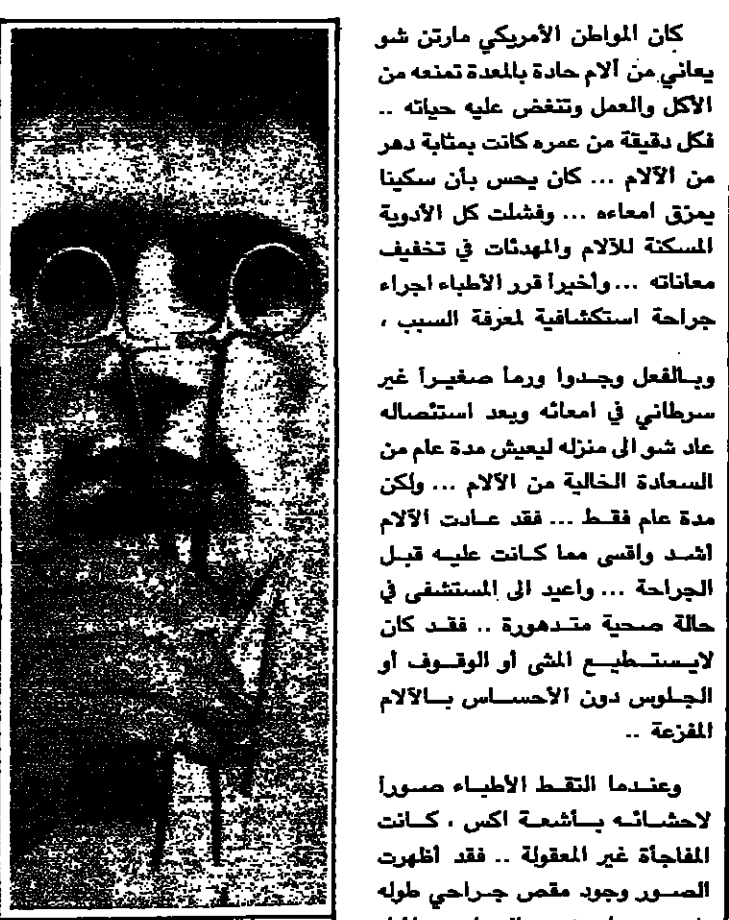 كان المواطن الأمريكي مارتن شو
يعاني من آلام حادة بالمعدة تمنعه من
الأكل والعمل وتنغض عليه حياته ..
فكل دقيقة من عمره كانت بمثابة دهر
من الآلام ... كان يحس بأن سكينا
يمزق امعاءه ... وفشلت كل الأدوية
المسكنة للآلام والمهدئات في تخفيف
معاناته ... وأخيرا قرر الأطباء اجراء
جراحة استكشافية لمعرفة السبب ،
وبالفعل وجدوا ورما صغيرا غير
سرطاني في امعائه وبعد استئصاله
عاد شو الى منزله ليعيش مدة عام من
السعادة الخالية من الآلام ... ولكن
مدة عام فقط ... فقد عادت الآلام
أشد واقسى مما كانت عليه قبل
الجراحة ... واعيد الى المستشفى في
حالة صحية متدهورة .. فقد كان
لايستطيع المشى أو الوقوف أو
الجلوس دون الأحساس بالآلام
المفزعة ..
وعندما التقط الأطباء صورا
لاحشائه بأشعة اكس ، كانت
المفاجأة غير المعقولة .. فقد أظهرت
الصور وجود مقص جراحي طوله